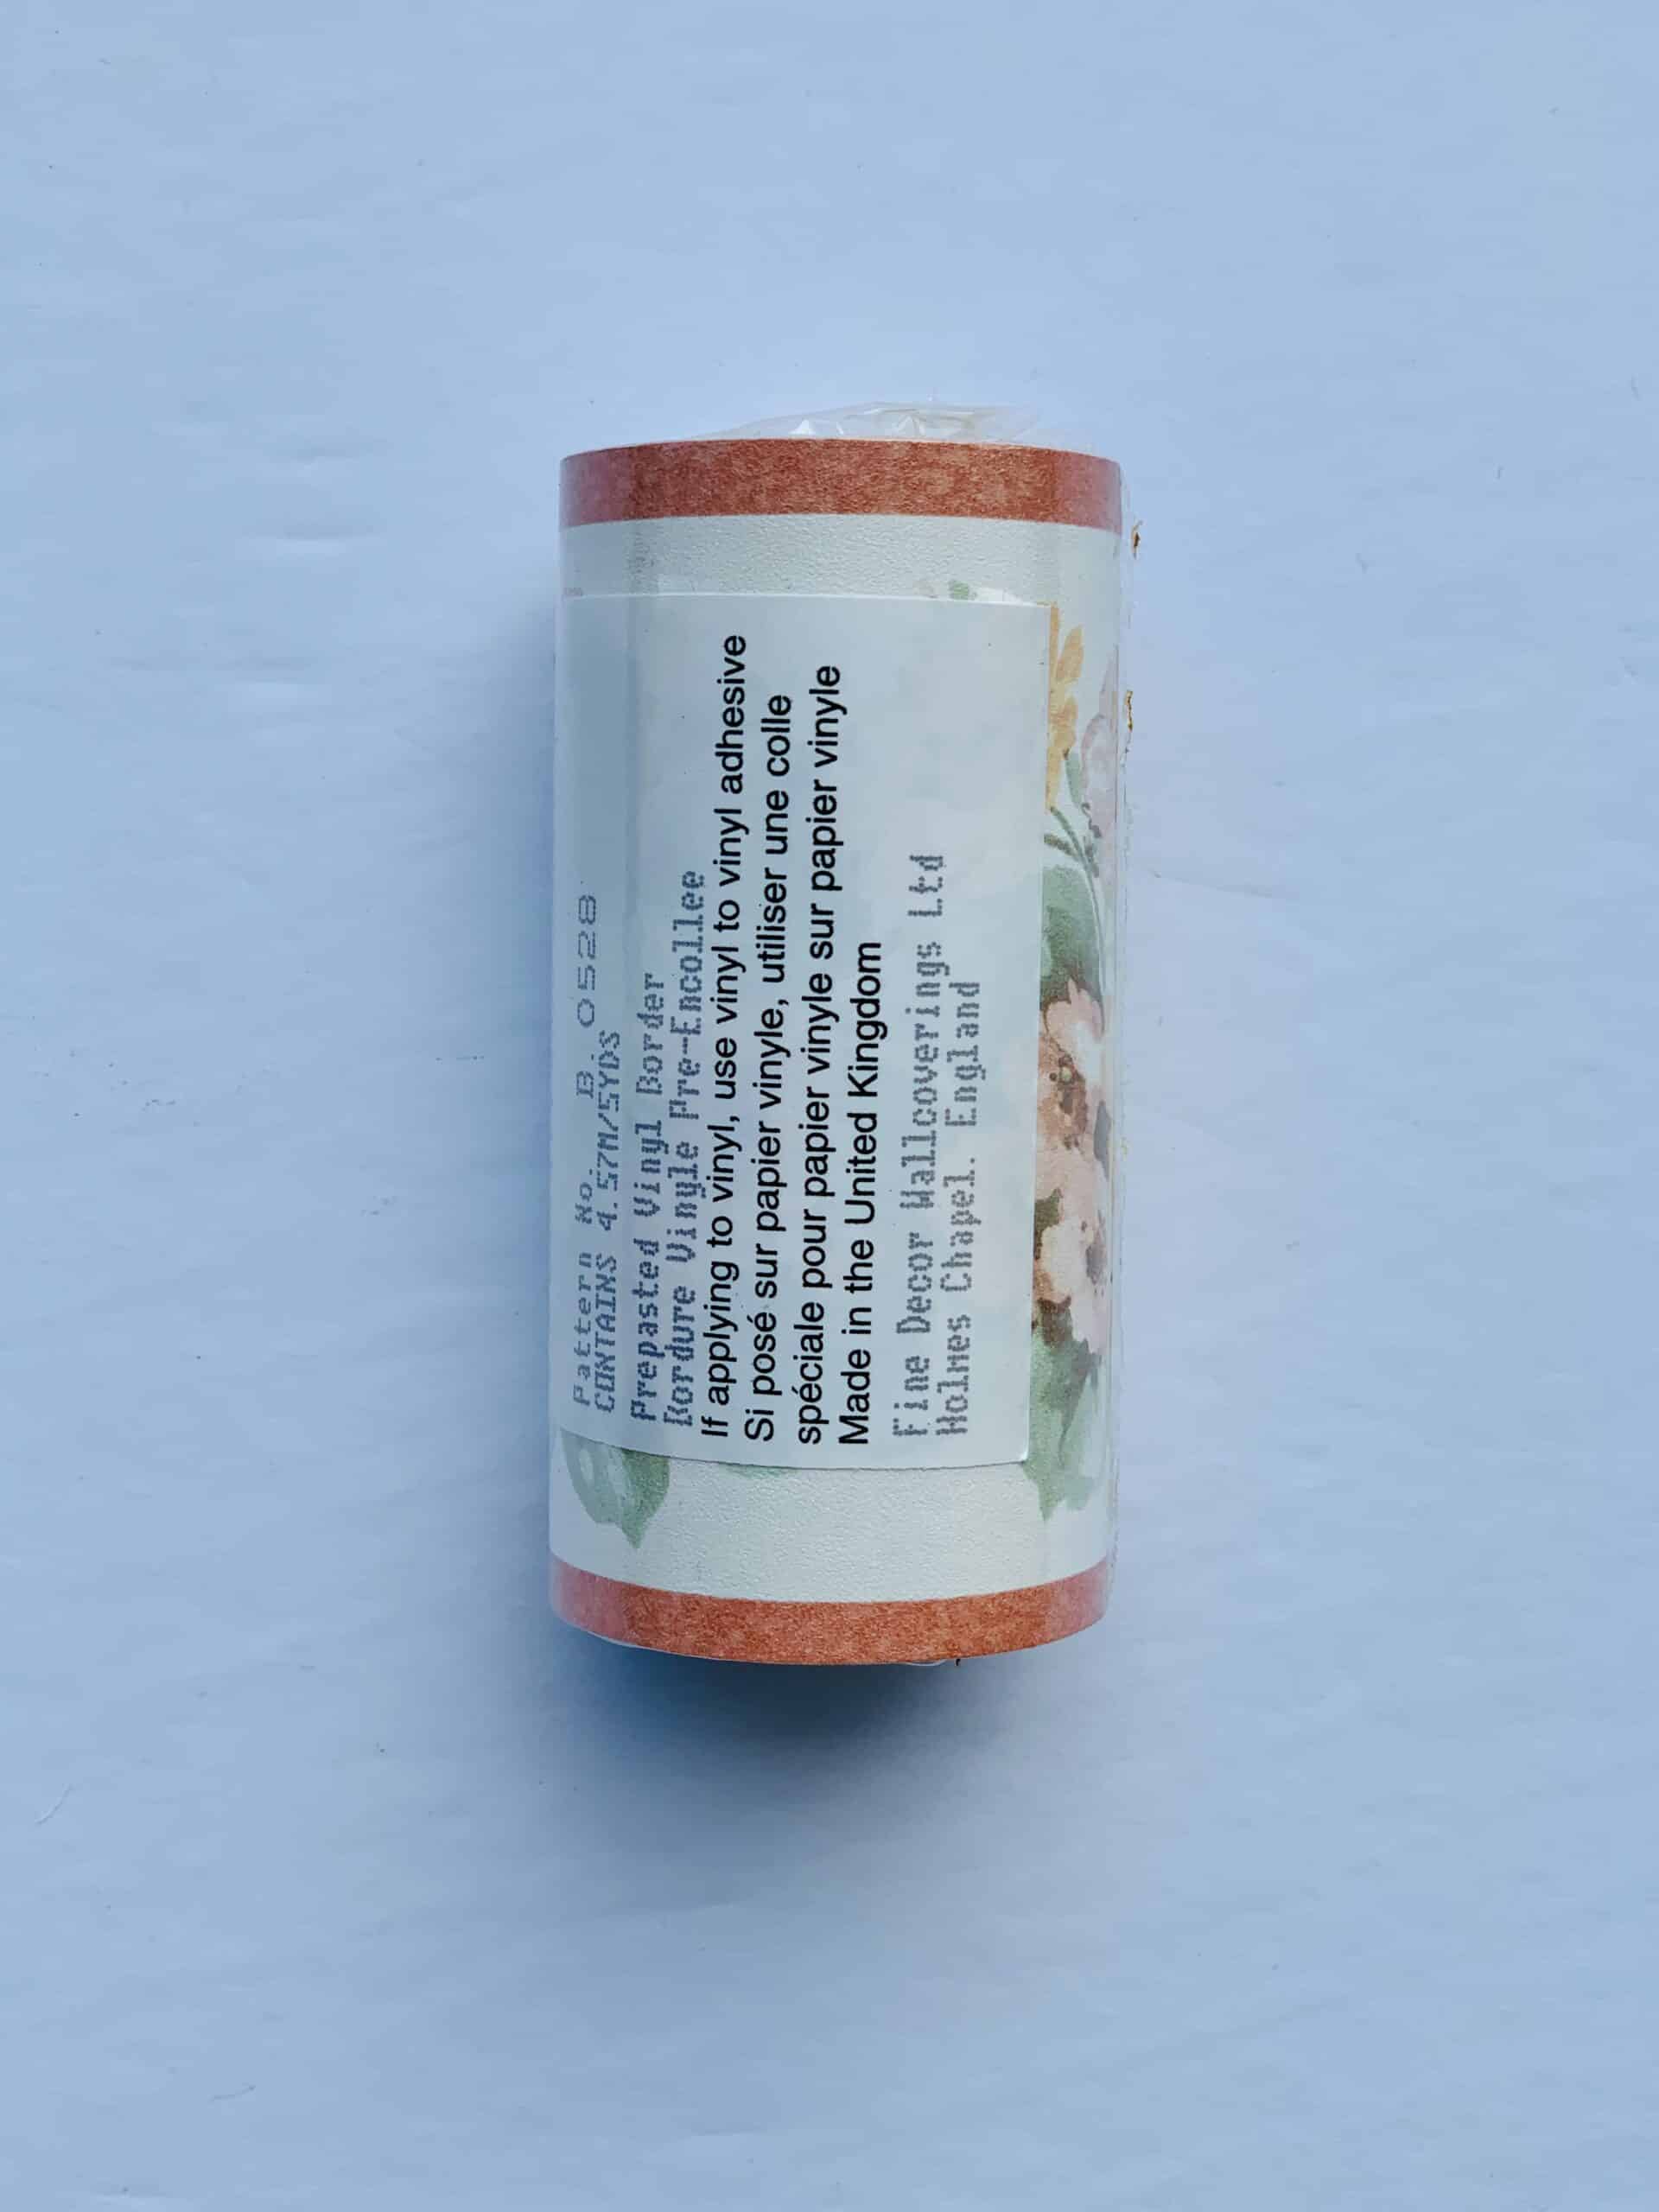 Pattern No. B. 0528
CONTAINS 4.57M/5YDS
Prepasted Vinyl Border
Bordure Vinyle Pre-Encollee
If applying to vinyl, use vinyl to vinyl adhesive
Si posé sur papier vinyle, utiliser une colle
spéciale pour papier vinyle sur papier vinyle
Made in the United Kingdom
Fine Decor Wallcoverings Ltd
Holmes Chapel. England